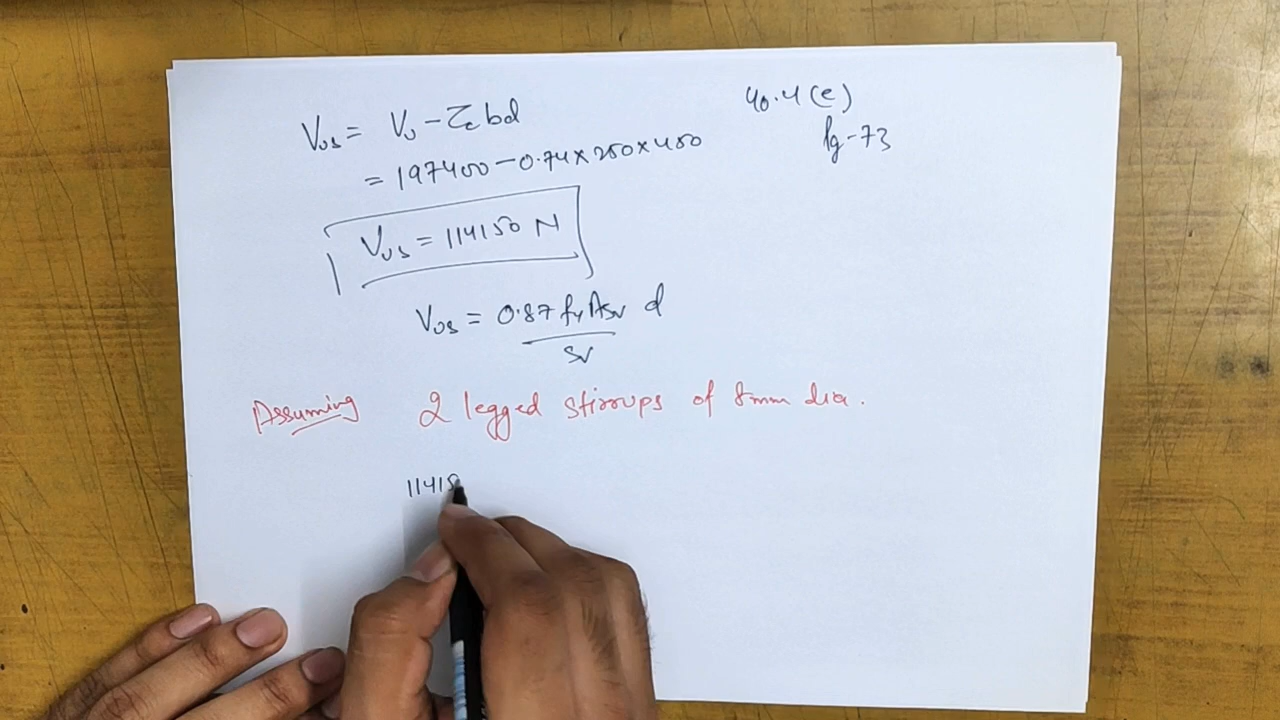 Vus = Vu - τc bd
= 197400 - 0.74 × 250 × 450
Vus = 114150 N
Vus = 0.87 fy Asv d
Sv
Assuming 2 legged stirrups of 8mm dia.
11415
40.4 (e)
Pg - 73